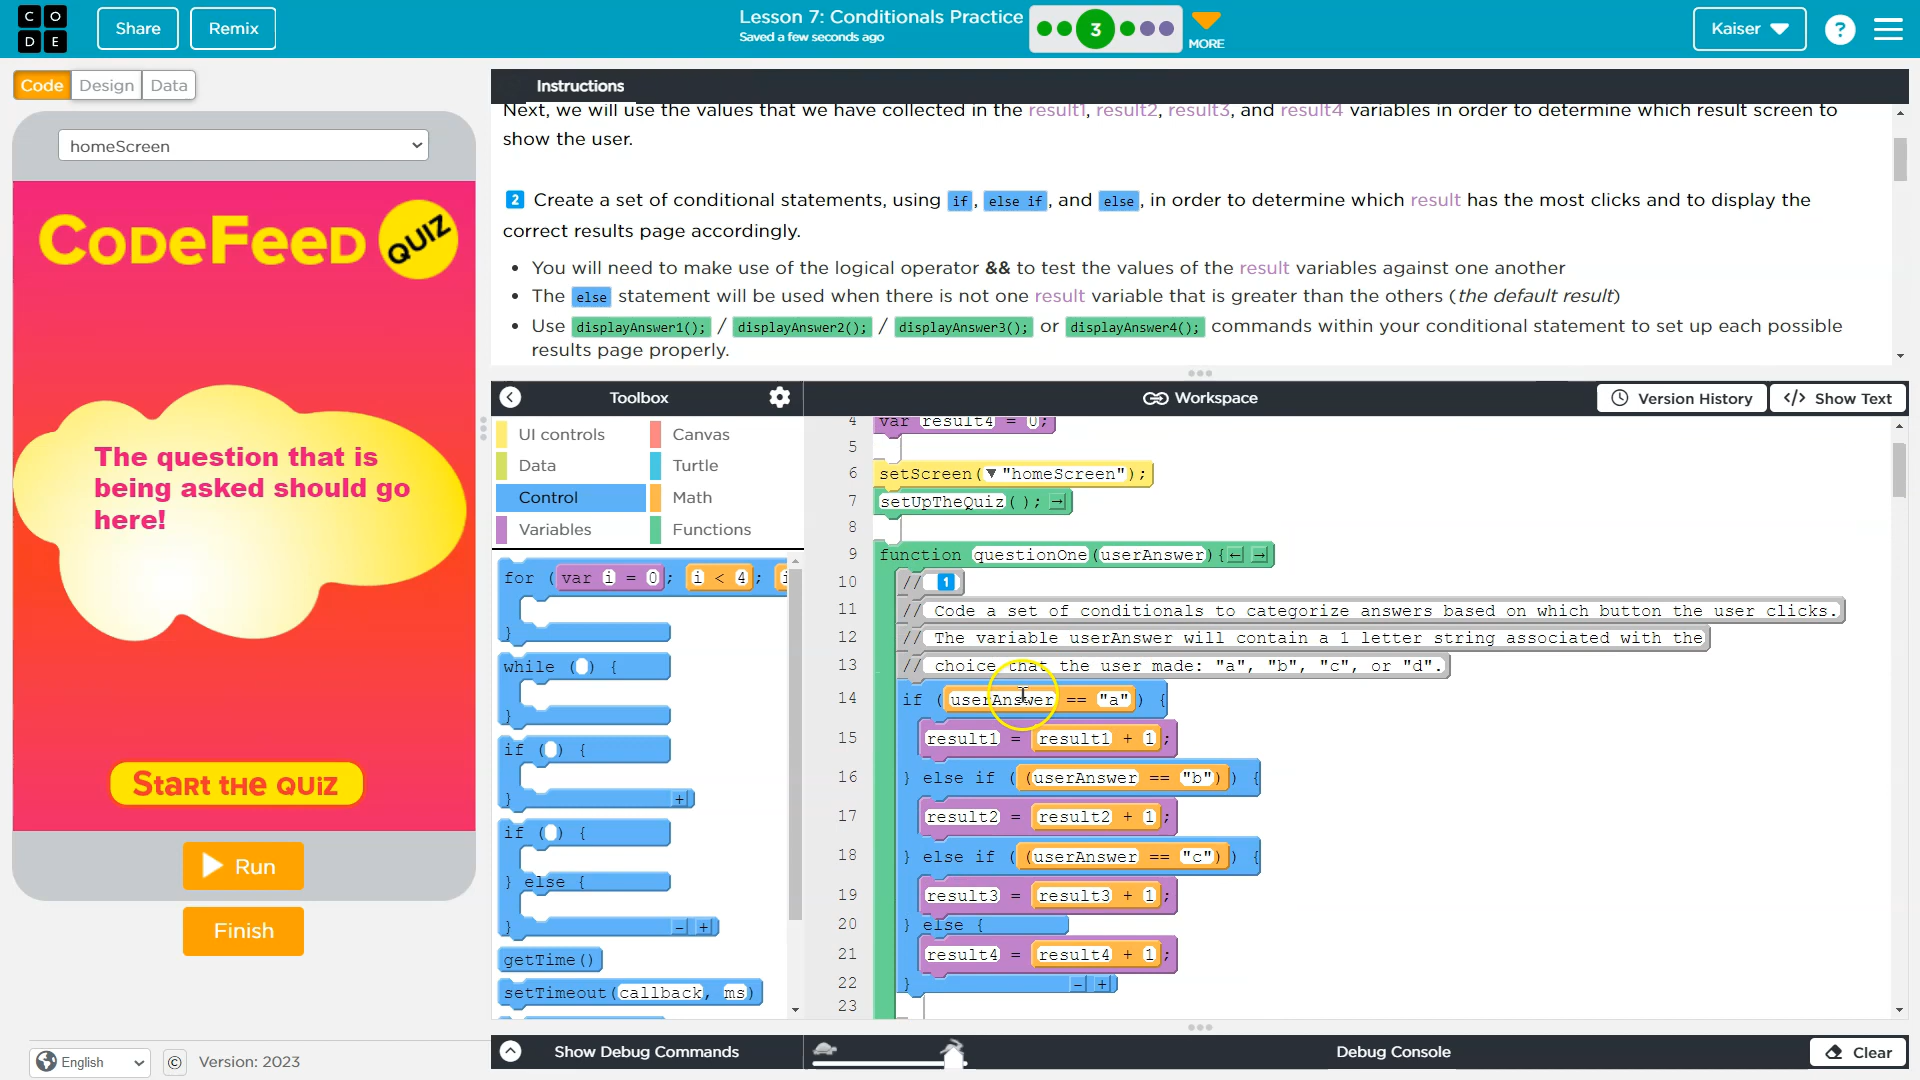 C O
D E
Share
Remix
Lesson 7: Conditionals Practice
Saved a few seconds ago
3
MORE
Kaiser
?
Code
Design
Data
homeScreen
CODEFEED
QUIZ
The question that is
being asked should go
here!
Start the Quiz
Run
Finish
English
©
Version: 2023
Instructions
Next, we will use the values that we have collected in the result1, result2, result3, and result4 variables in order to determine which result screen to
show the user.
2 Create a set of conditional statements, using if, else if, and else, in order to determine which result has the most clicks and to display the
correct results page accordingly.
• You will need to make use of the logical operator && to test the values of the result variables against one another
• The else statement will be used when there is not one result variable that is greater than the others (the default result)
• Use displayAnswer1(); / displayAnswer2(); / displayAnswer3(); or displayAnswer4(); commands within your conditional statement to set up each possible
results page properly.
Toolbox
Workspace
Version History
</> Show Text
UI controls
Canvas
Data
Turtle
Control
Math
Variables
Functions
for (var i = 0; i < 4; i
}
while () {
}
if () {
} +
if () {
} else {
} - +
getTime()
setTimeout(callback, ms)
4 var result4 = 0;
5
6 setScreen(▼ "homeScreen");
7 setUpTheQuiz( ); →
8
9 function questionOne(userAnswer){ ← →
10 // 1
11 // Code a set of conditionals to categorize answers based on which button the user clicks.
12 // The variable userAnswer will contain a 1 letter string associated with the
13 // choice that the user made: "a", "b", "c", or "d".
14 if (userAnswer == "a") {
15 result1 = result1 + 1;
16 } else if ((userAnswer == "b")) {
17 result2 = result2 + 1;
18 } else if ((userAnswer == "c")) {
19 result3 = result3 + 1;
20 } else {
21 result4 = result4 + 1;
22 } - +
23
Show Debug Commands
Debug Console
Clear